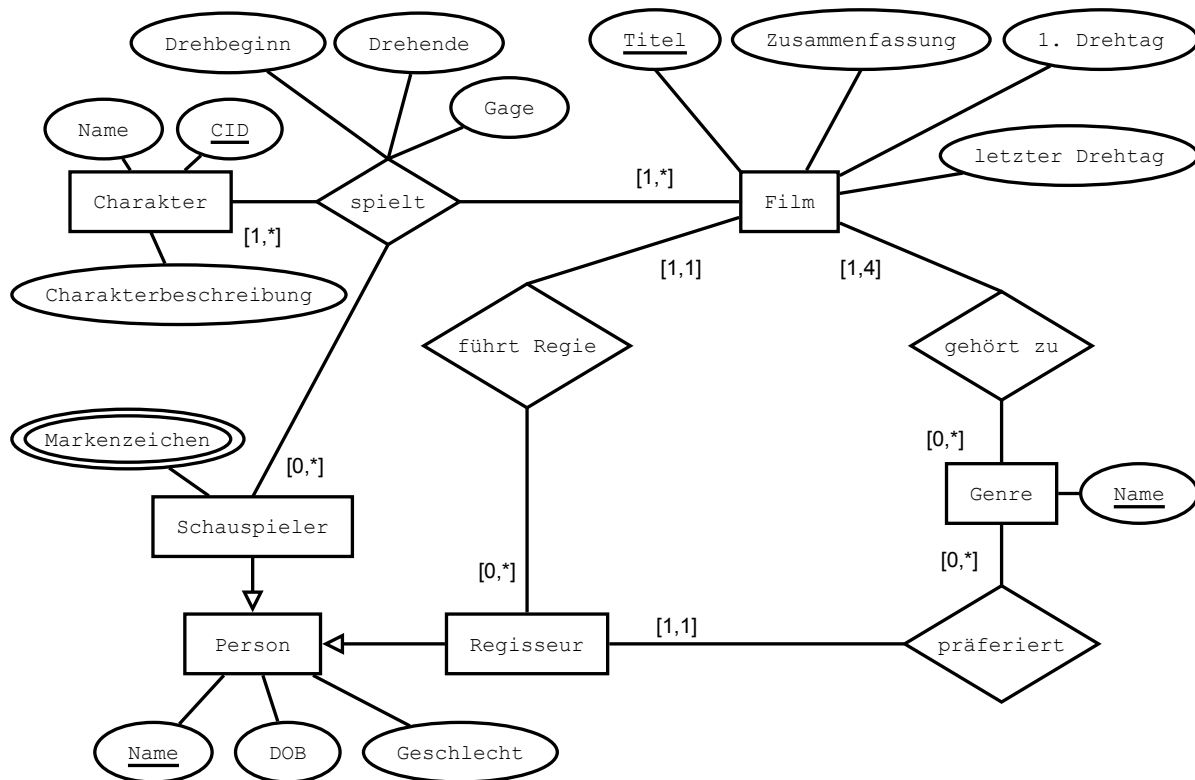 Drehbeginn
Drehende
Titel
Zusammenfassung
1. Drehtag
Gage
Name
CID
letzter Drehtag
Charakter
spielt
[1,*]
Film
[1,*]
[1,1]
[1,4]
Charakterbeschreibung
führt Regie
gehört zu
Markenzeichen
[0,*]
[0,*]
Genre
Name
Schauspieler
[0,*]
[0,*]
Person
Regisseur
[1,1]
präferiert
Name
DOB
Geschlecht